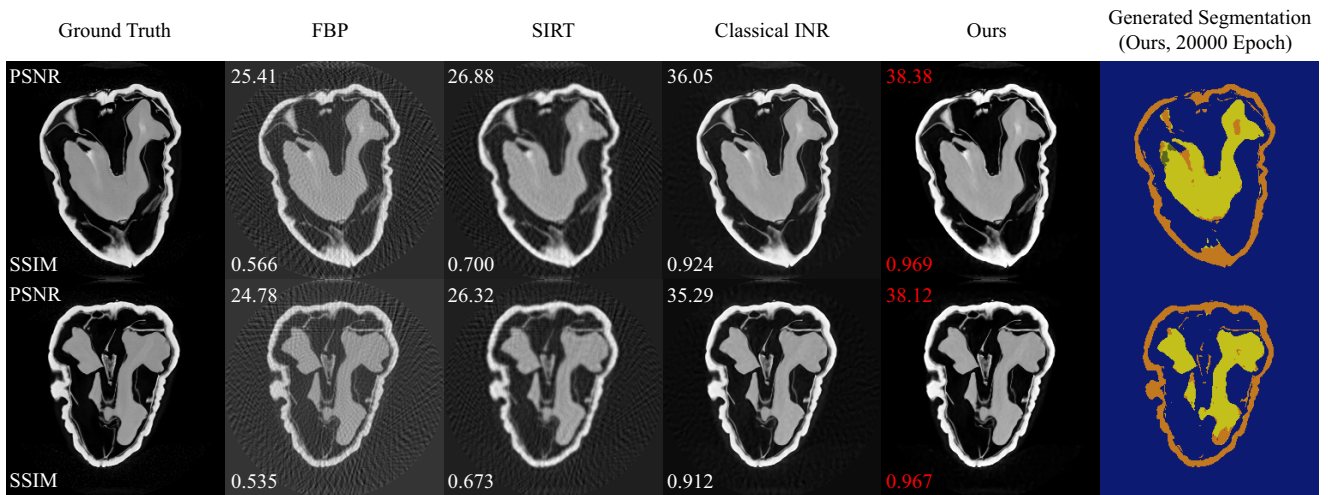 Ground Truth
FBP
SIRT
Classical INR
Ours
Generated Segmentation
(Ours, 20000 Epoch)
PSNR
25.41
26.88
36.05
38.38
SSIM
0.566
0.700
0.924
0.969
PSNR
24.78
26.32
35.29
38.12
SSIM
0.535
0.673
0.912
0.967